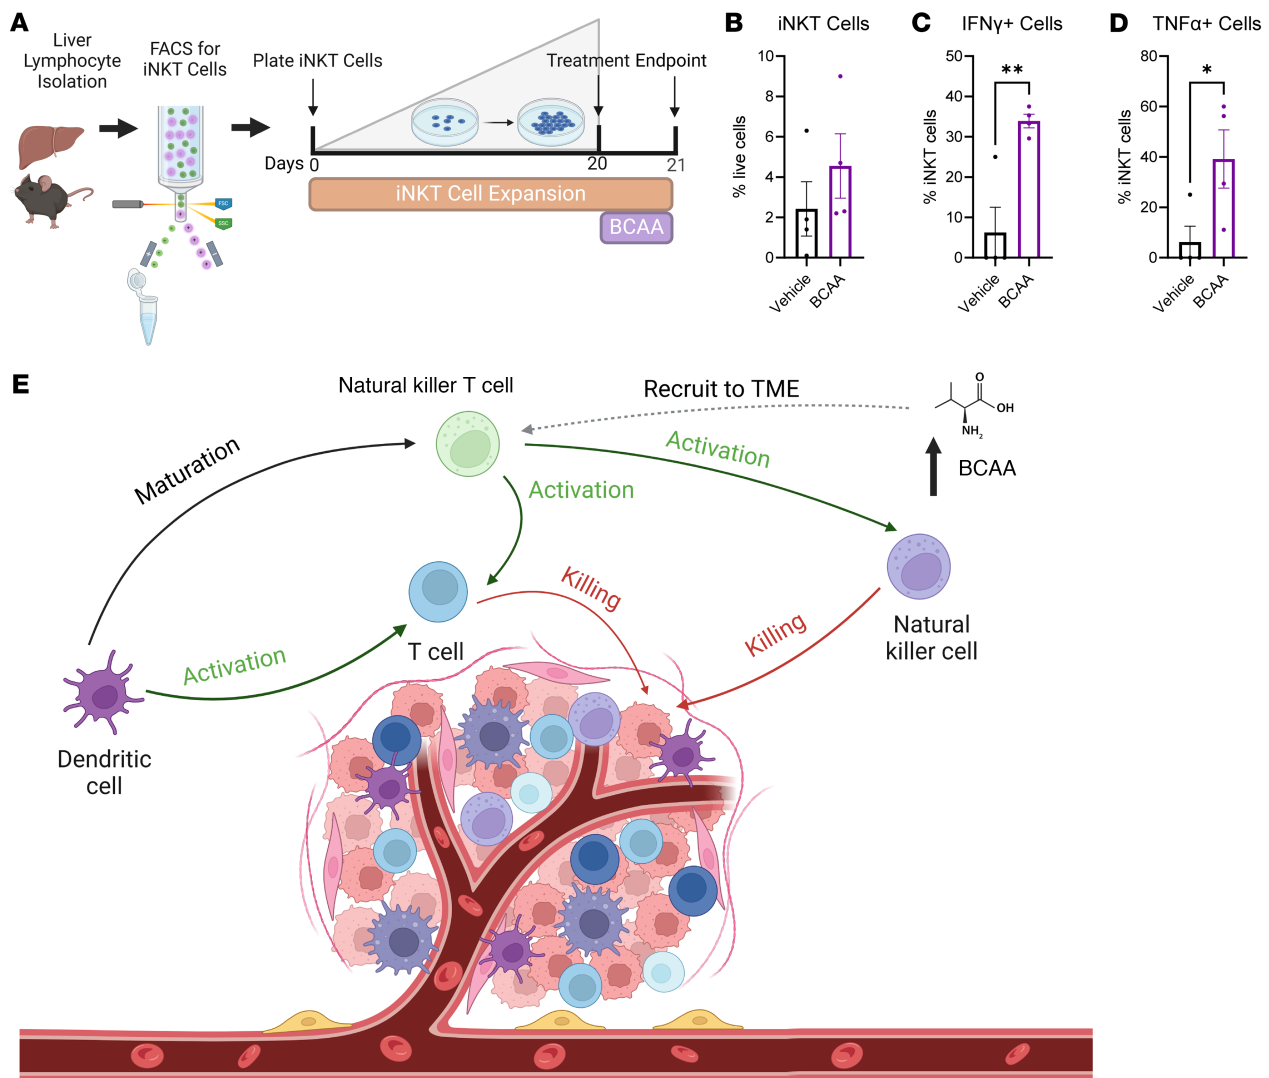 A
Liver
Lymphocyte
Isolation
FACS for
iNKT Cells
FSC
SSC
Plate iNKT Cells
Treatment Endpoint
Days 0 20 21
iNKT Cell Expansion
BCAA
B
iNKT Cells
% live cells
10
8
6
4
2
0
Vehicle
BCAA
C
IFNγ+ Cells
% iNKT cells
50
40
30
20
10
0
**
Vehicle
BCAA
D
TNFα+ Cells
% iNKT cells
80
60
40
20
0
*
Vehicle
BCAA
E
Natural killer T cell
Recruit to TME
O
OH
NH2
BCAA
Maturation
Activation
Activation
Killing
Killing
Natural
killer cell
T cell
Activation
Dendritic
cell